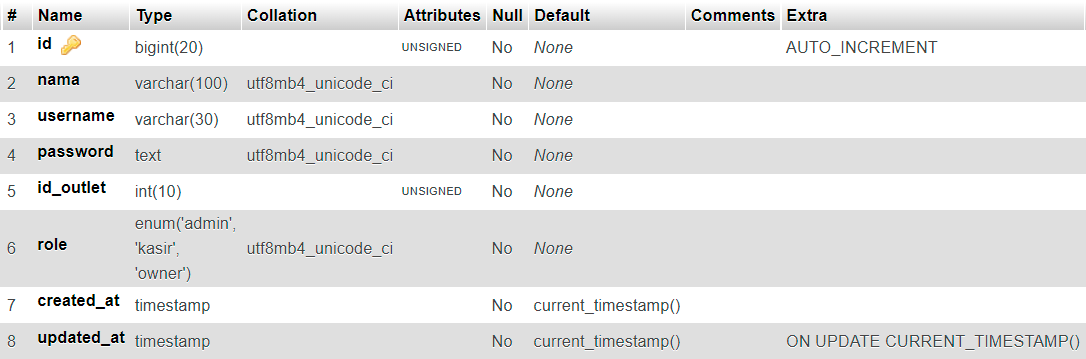 # Name Type Collation Attributes Null Default Comments Extra
1 id bigint(20) UNSIGNED No None AUTO_INCREMENT
2 nama varchar(100) utf8mb4_unicode_ci No None
3 username varchar(30) utf8mb4_unicode_ci No None
4 password text utf8mb4_unicode_ci No None
5 id_outlet int(10) UNSIGNED No None
6 role enum('admin', utf8mb4_unicode_ci No None
'kasir',
'owner')
7 created_at timestamp No current_timestamp()
8 updated_at timestamp No current_timestamp() ON UPDATE CURRENT_TIMESTAMP()